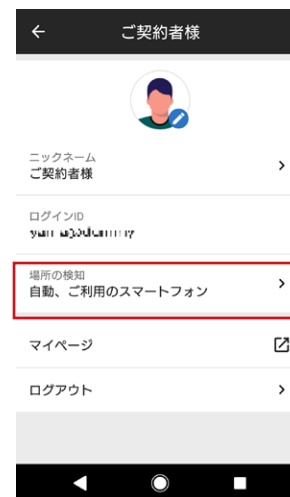 ご契約者様
ニックネーム
ご契約者様
ログインID
場所の検知
自動、ご利用のスマートフォン
マイページ
ログアウト